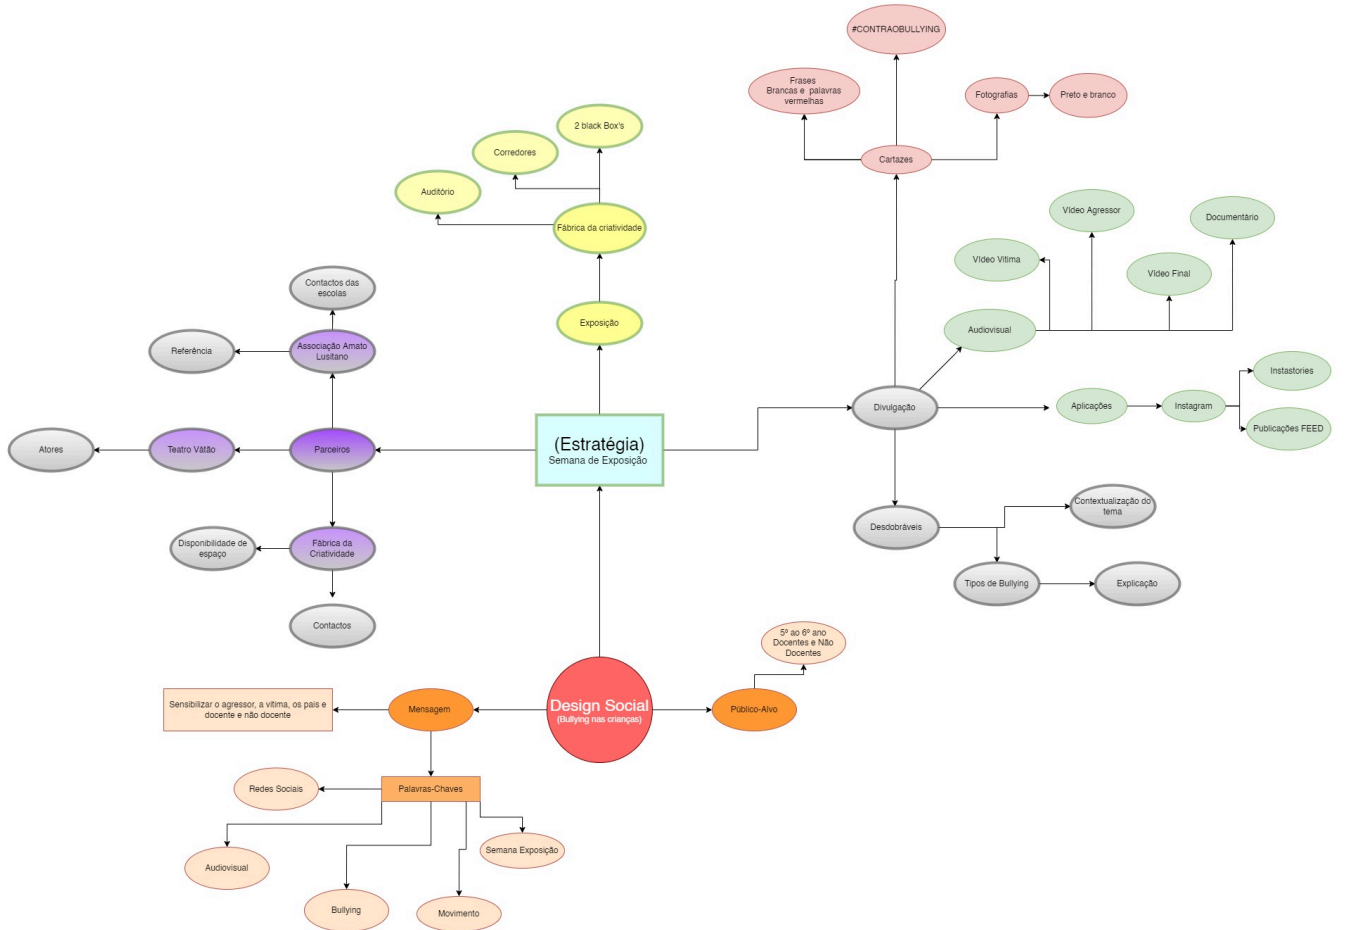 #CONTRAOBULLYING
Frases
Brancas e palavras
vermelhas
Fotografias
Preto e branco
2 black Box's
Corredores
Cartazes
Auditório
Fábrica da criatividade
Vídeo Agressor
Documentário
Vídeo Vítima
Vídeo Final
Contactos das
escolas
Exposição
Audiovisual
Referência
Associação Amato
Lusitano
Instastories
Divulgação
Aplicações
Instagram
Publicações FEED
(Estratégia)
Semana de Exposição
Atores
Teatro Vátão
Parceiros
Contextualização do
tema
Desdobráveis
Disponibilidade de
espaço
Fábrica da
Criatividade
Tipos de Bullying
Explicação
Contactos
5º ao 6º ano
Docentes e Não
Docentes
Sensibilizar o agressor, a vítima, os pais e
docente e não docente
Mensagem
Design Social
(Bullying nas crianças)
Público-Alvo
Redes Sociais
Palavras-Chaves
Semana Exposição
Audiovisual
Bullying
Movimento